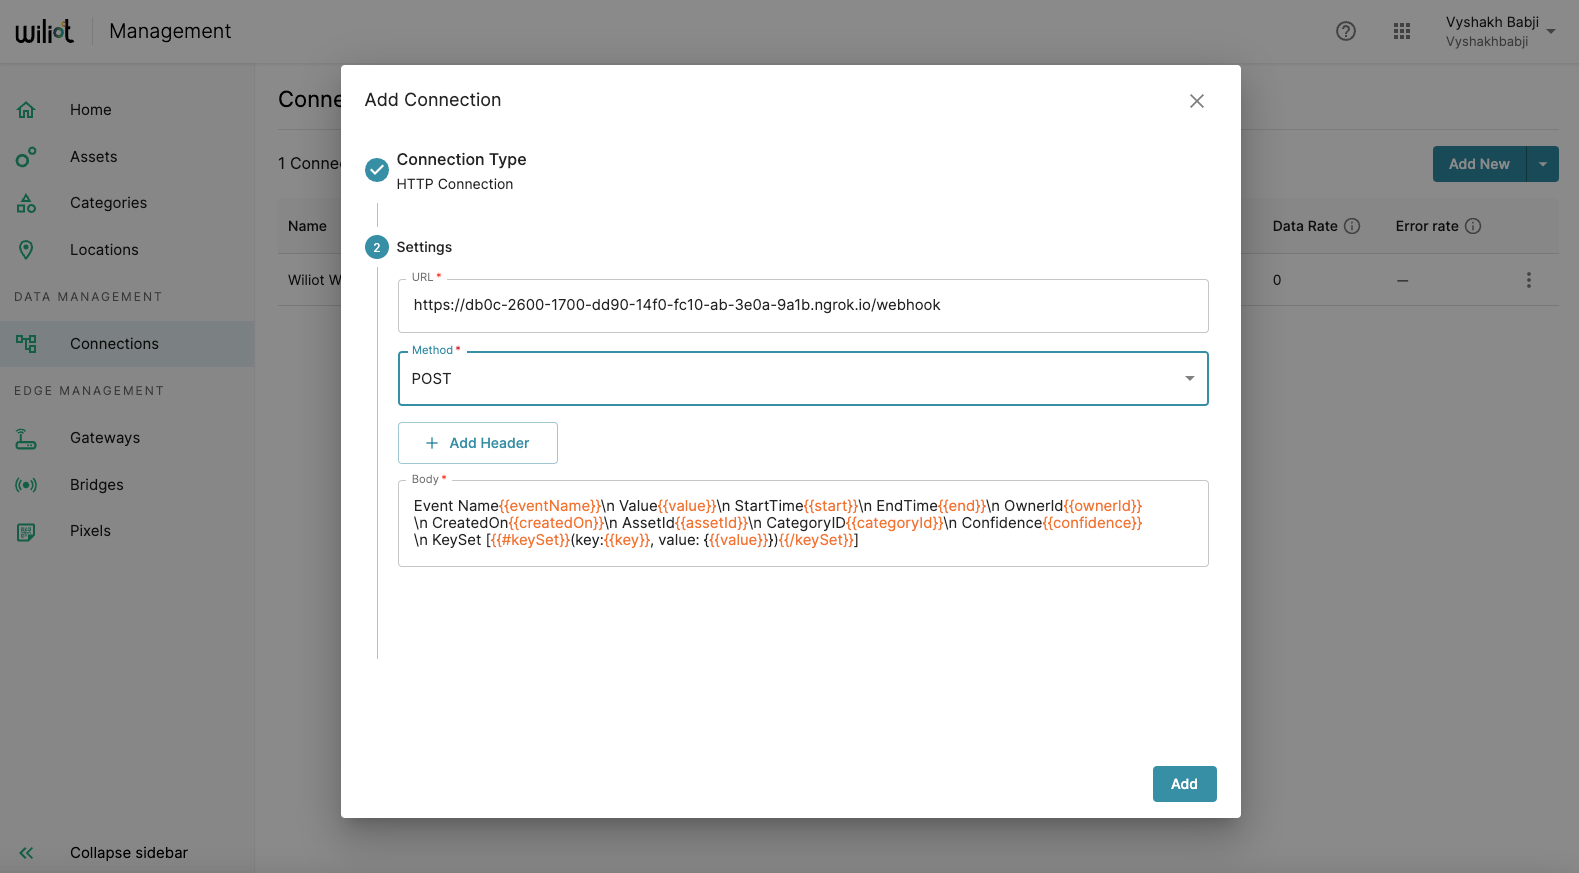 wiliot
Management
Vyshakh Babji
Vyshakhbabji
Home
Assets
Categories
Locations
DATA MANAGEMENT
Connections
EDGE MANAGEMENT
Gateways
Bridges
Pixels
Collapse sidebar
Conne
1 Conne
Add New
Name
Data Rate
Error rate
Wiliot W
0
—
Add Connection
Connection Type
HTTP Connection
2
Settings
URL *
https://db0c-2600-1700-dd90-14f0-fc10-ab-3e0a-9a1b.ngrok.io/webhook
Method *
POST
+ Add Header
Body *
Event Name{{eventName}}\n Value{{value}}\n StartTime{{start}}\n EndTime{{end}}\n OwnerId{{ownerId}}
\n CreatedOn{{createdOn}}\n AssetId{{assetId}}\n CategoryID{{categoryId}}\n Confidence{{confidence}}
\n KeySet [{{#keySet}}(key:{{key}}, value: {{{value}}}){{/keySet}}]
Add